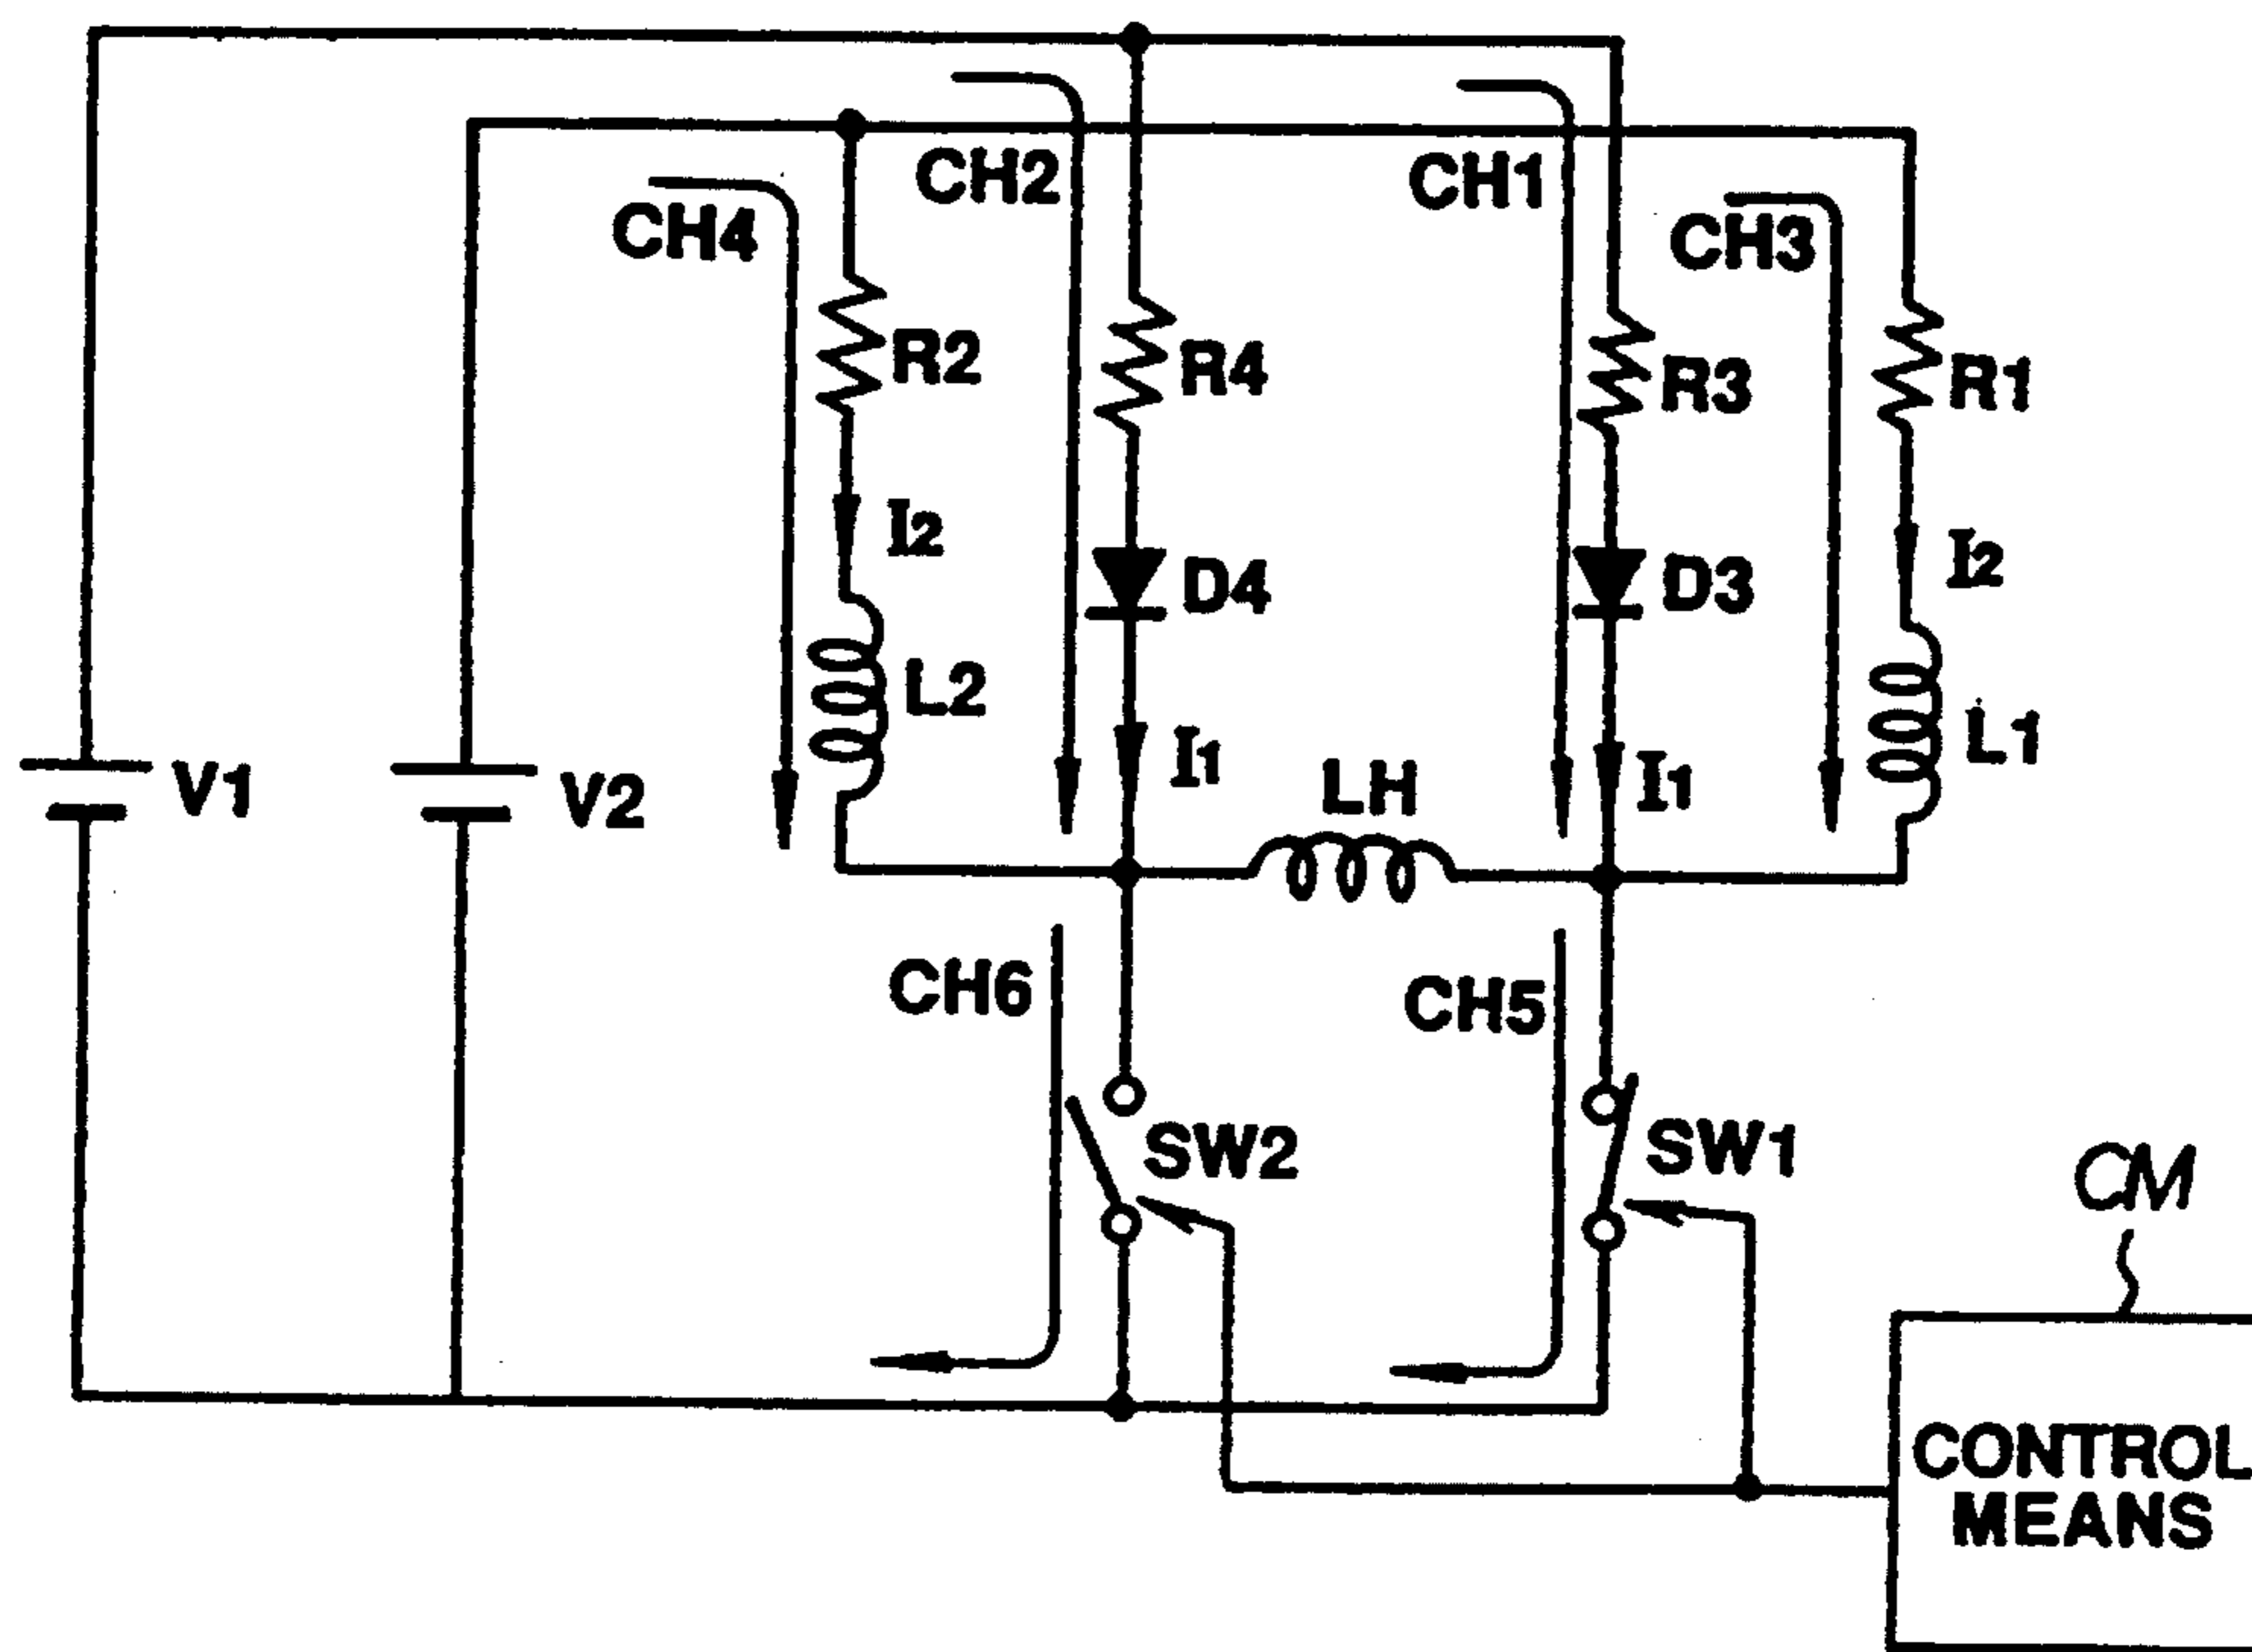 CH2
CH1
CH4
CH3
R2
R4
R3
R1
I2
I2
D4
D3
L2
L1
I1
I1
V1
V2
LH
CH6
CH5
SW2
SW1
CM
CONTROL
MEANS